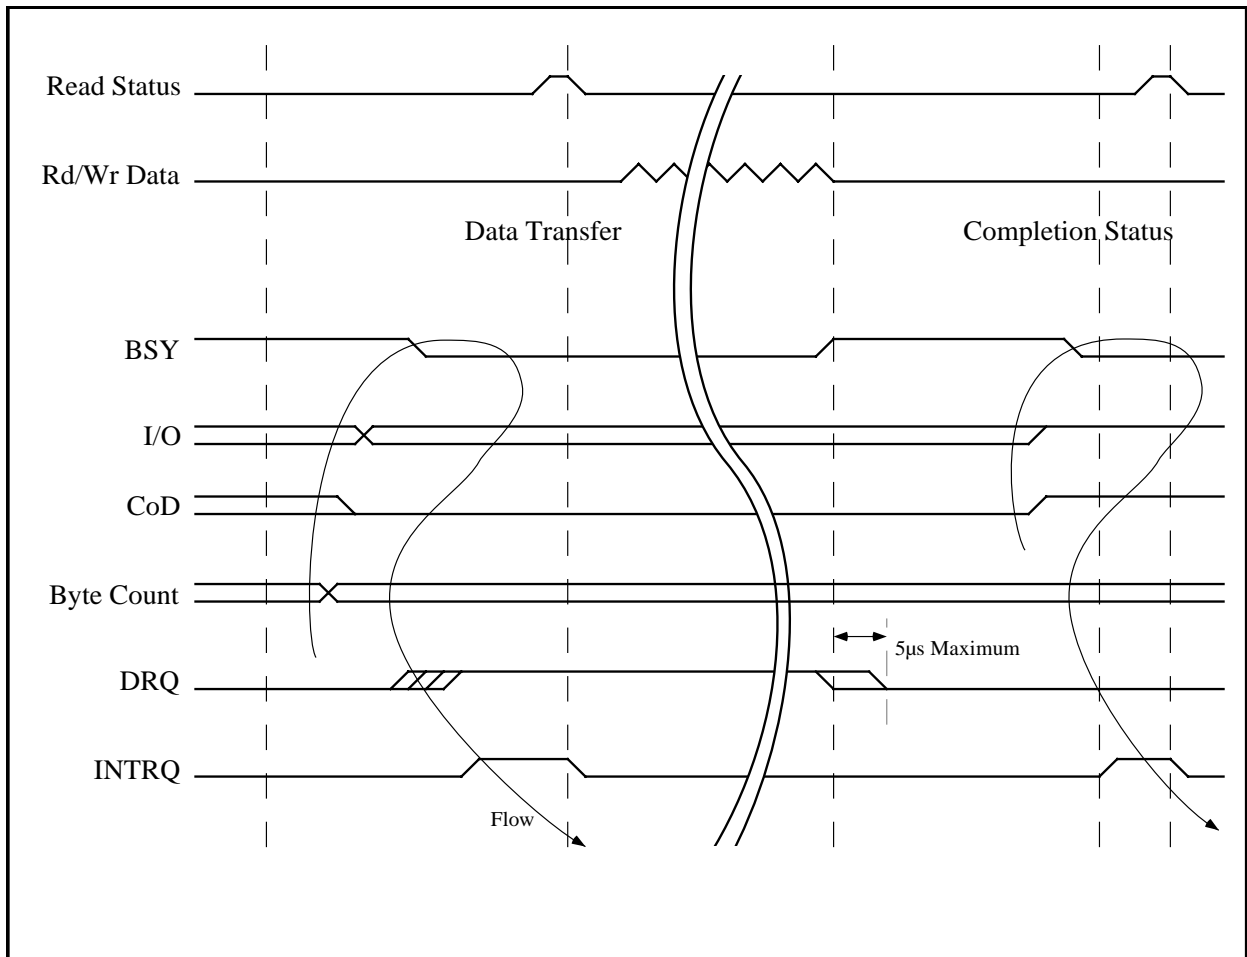 Read Status
Rd/Wr Data
Data Transfer
Completion Status
BSY
I/O
CoD
Byte Count
5µs Maximum
DRQ
INTRQ
Flow